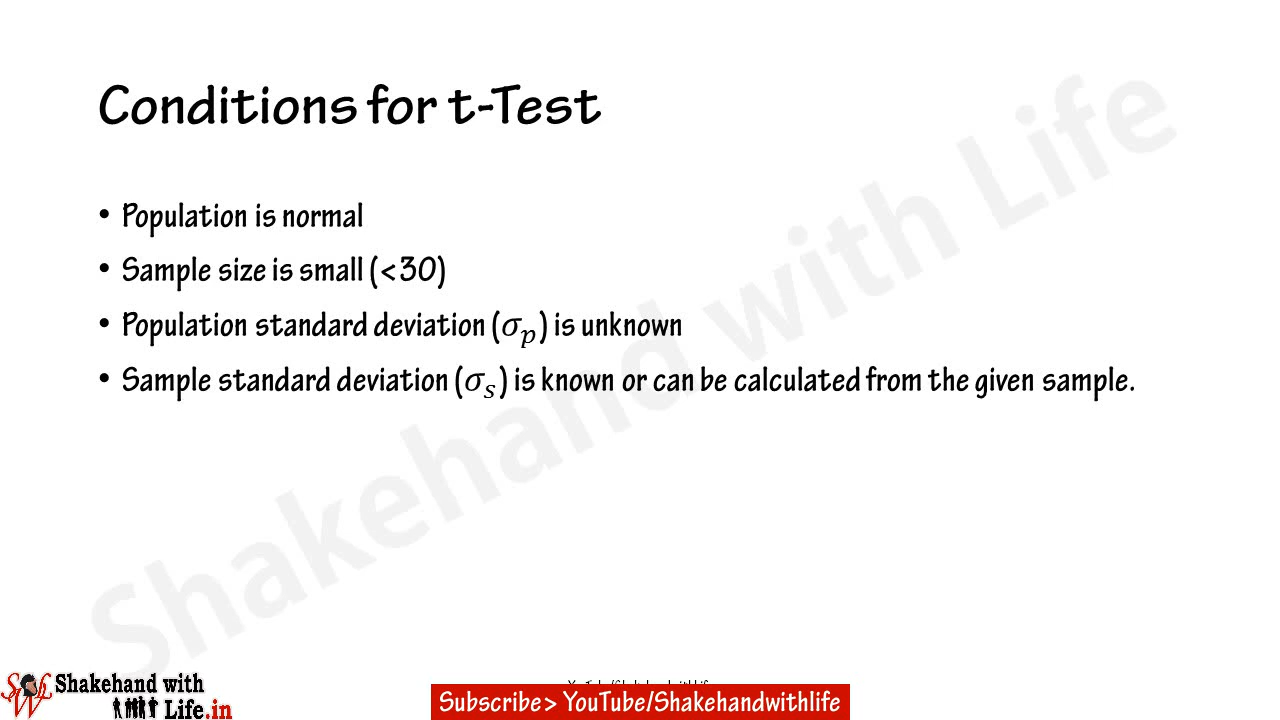 Conditions for t-Test
• Population is normal
• Sample size is small (<30)
• Population standard deviation (σₚ) is unknown
• Sample standard deviation (σₛ) is known or can be calculated from the given sample.
Shakehand with Life
Shakehand with
Life.in
Subscribe> YouTube/Shakehandwithlife